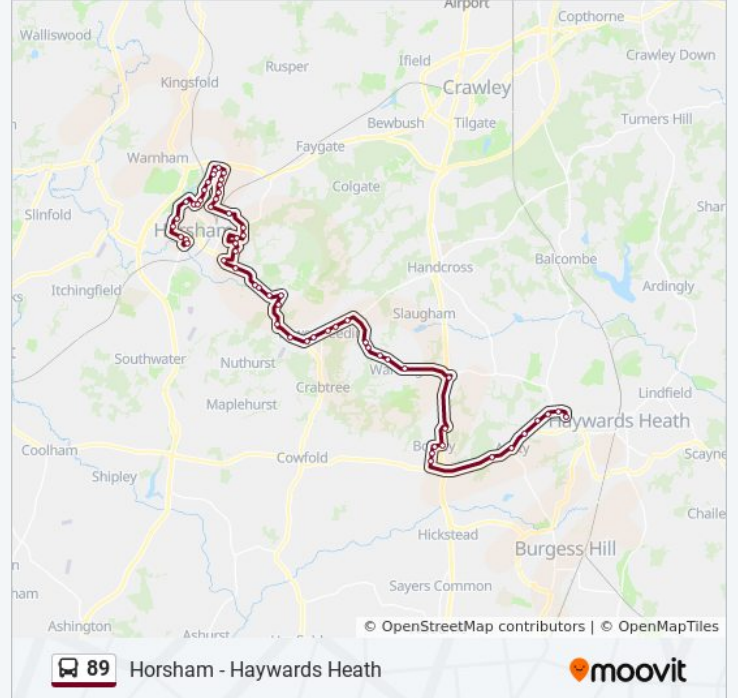 Airport
Copthorne
Walliswood
Crawley Down
Rusper
Ifield
Kingsfold
Crawley
Turners Hill
Bewbush
Tilgate
Faygate
Warnham
Colgate
Slinfold
Horsham
Balcombe
Handcross
Ardingly
Itchingfield
Slaugham
Southwater
Nuthurst
Crabtree
Lindfield
Maplehurst
Haywards Heath
Coolham
Cowfold
Shipley
Hickstead
Burgess Hill
Sayers Common
Ashington
Ashurst
© OpenStreetMap contributors | © OpenMapTiles
89 Horsham - Haywards Heath
moovit